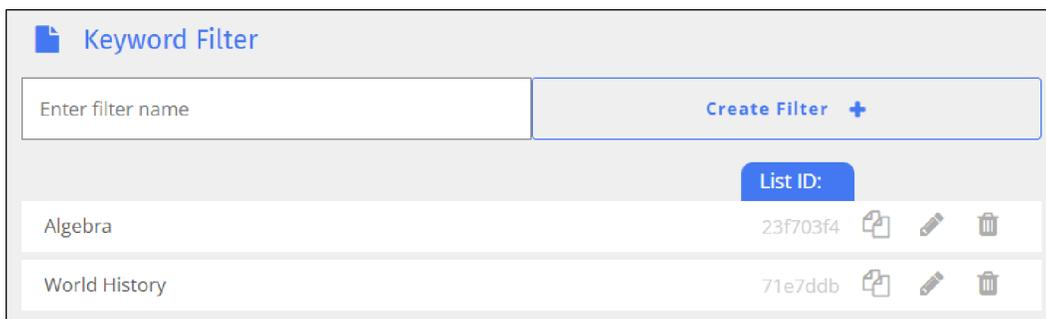 Keyword Filter
Enter filter name Create Filter
List ID:
Algebra 23f703f4
World History 71e7ddb